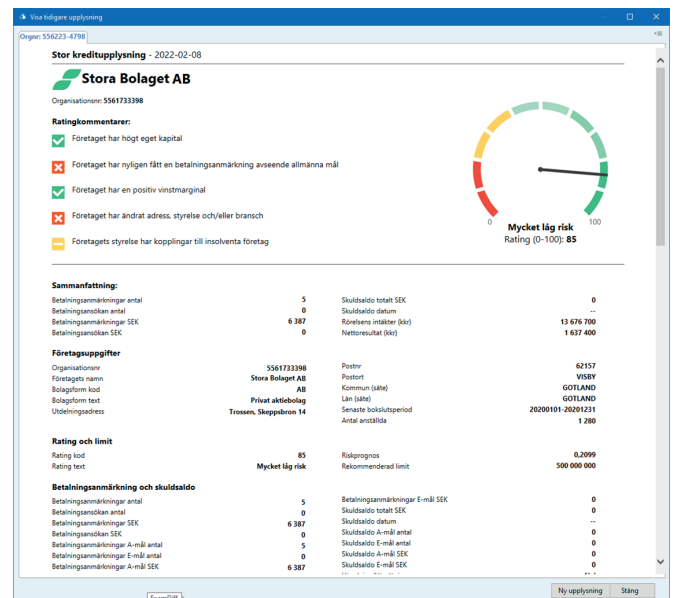 Visa tidigare upplysning
Orgnr: 556223-4798
Stor kreditupplysning - 2022-02-08
Stora Bolaget AB
Organisationsnr: 5561733398
Ratingkommentarer:
Företaget har högt eget kapital
Företaget har nyligen fått en betalningsanmärkning avseende allmänna mål
Företaget har en positiv vinstmarginal
Företaget har ändrat adress, styrelse och/eller bransch
Företagets styrelse har kopplingar till insolventa företag
0 100
Mycket låg risk
Rating (0-100): 85
Sammanfattning:
Betalningsanmärkningar antal 5 Skuldsaldo totalt SEK 0
Betalningsansökan antal 0 Skuldsaldo datum --
Betalningsanmärkningar SEK 6 387 Rörelsens intäkter (kkr) 13 676 700
Betalningsansökan SEK 0 Nettoresultat (kkr) 1 637 400
Företagsuppgifter
Organisationsnr 5561733398 Postnr 62157
Företagets namn Stora Bolaget AB Postort VISBY
Bolagsform kod AB Kommun (säte) GOTLAND
Bolagsform text Privat aktiebolag Län (säte) GOTLAND
Utdelningsadress Trossen, Skeppsbron 14 Senaste bokslutsperiod 20200101-20201231
Antal anställda 1 280
Rating och limit
Rating kod 85 Riskprognos 0,2099
Rating text Mycket låg risk Rekommenderad limit 500 000 000
Betalningsanmärkning och skuldsaldo
Betalningsanmärkningar antal 5 Betalningsanmärkningar E-mål SEK 0
Betalningsansökan antal 0 Skuldsaldo totalt SEK 0
Betalningsanmärkningar SEK 6 387 Skuldsaldo datum --
Betalningsansökan SEK 0 Skuldsaldo A-mål antal 0
Betalningsanmärkningar A-mål antal 5 Skuldsaldo E-mål antal 0
Betalningsanmärkningar E-mål antal 0 Skuldsaldo A-mål SEK 0
Betalningsanmärkningar A-mål SEK 6 387 Skuldsaldo E-mål SEK 0
Ny upplysning Stäng